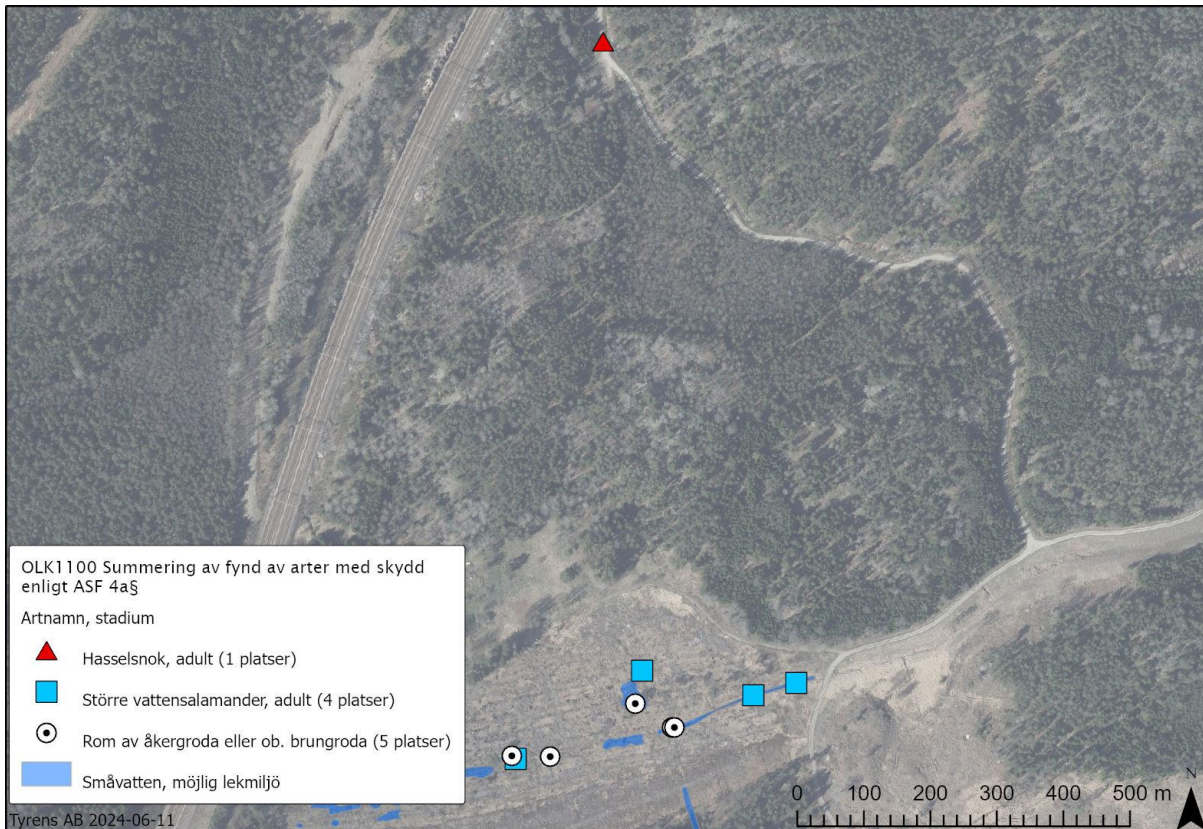 OLK1100 Summering av fynd av arter med skydd
enligt ASF 4a§
Artnamn, stadium
Hasselsnok, adult (1 platser)
Större vattensalamander, adult (4 platser)
Rom av åkergroda eller ob. brungroda (5 platser)
Småvatten, möjlig lekmiljö
Tyrens AB 2024-06-11
0 100 200 300 400 500 m
N